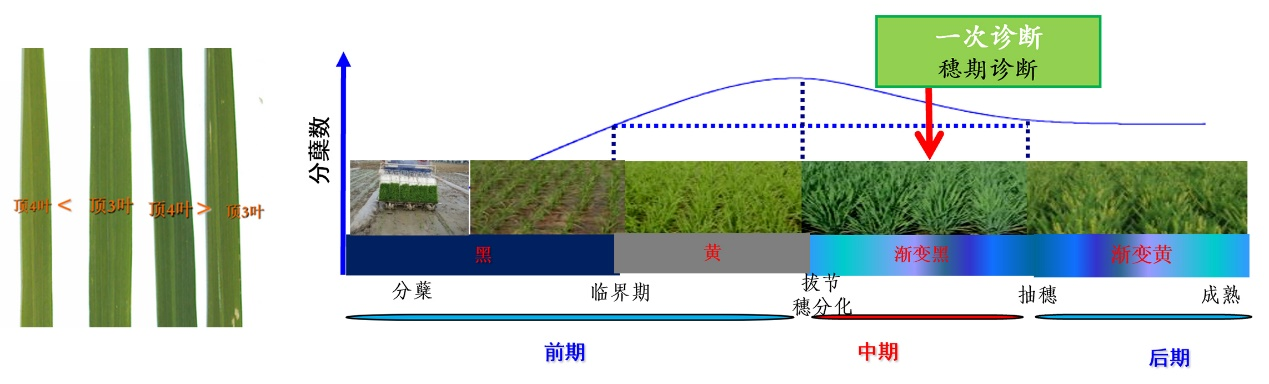 一次诊断
穗期诊断
分蘖数
顶4叶 < 顶3叶
顶4叶 > 顶3叶
黑
黄
渐变黑
渐变黄
分蘖
临界期
拔节
穗分化
抽穗
成熟
前期
中期
后期